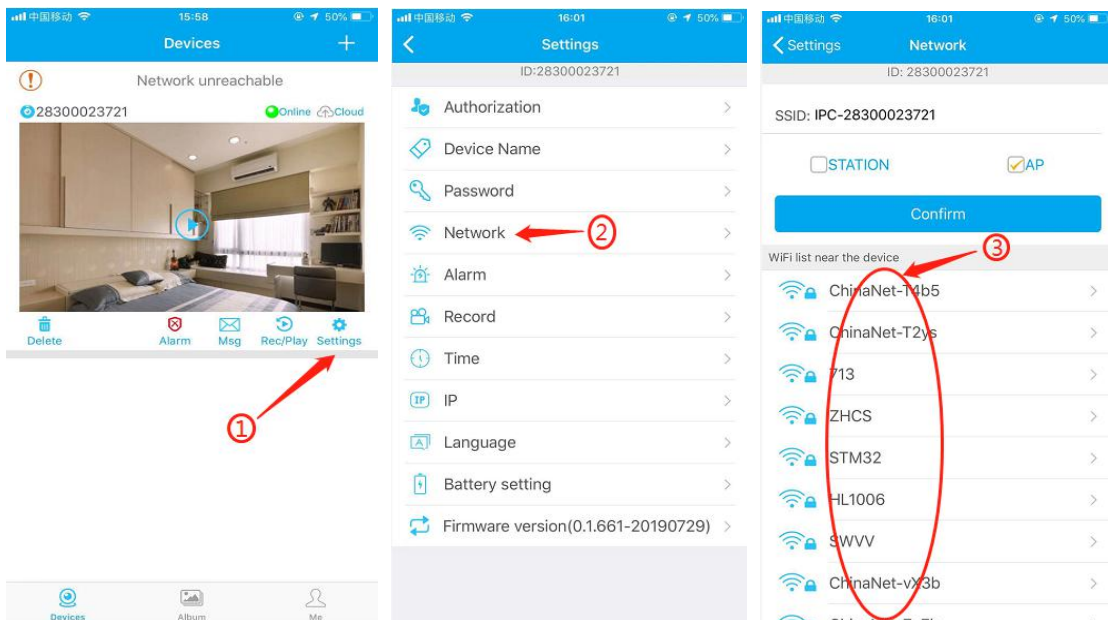 中国移动 15:58 50%
Devices +
Network unreachable
28300023721 Online Cloud
Delete Alarm Msg Rec/Play Settings
①
Devices Album Me
中国移动 16:01 50%
Settings
ID:28300023721
Authorization
Device Name
Password
Network ②
Alarm
Record
Time
IP IP
Language
Battery setting
Firmware version(0.1.661-20190729)
中国移动 16:01 50%
Settings Network
ID: 28300023721
SSID: IPC-28300023721
STATION AP
Confirm
WiFi list near the device ③
ChinaNet-T4b5
ChinaNet-T2ys
713
ZHCS
STM32
HL1006
SWVV
ChinaNet-vX3b